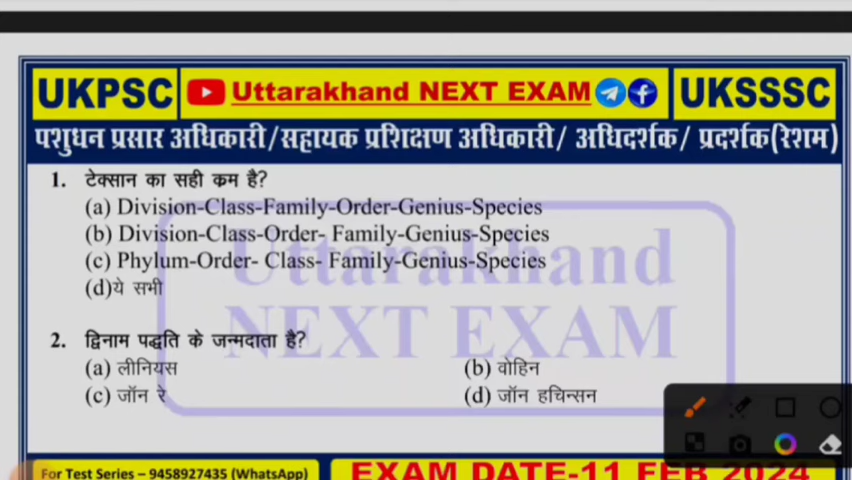 UKPSC Uttarakhand NEXT EXAM UKSSSC
पशुधन प्रसार अधिकारी/सहायक प्रशिक्षण अधिकारी/ अधिदर्शक/ प्रदर्शक(रेशम)
1. टेक्सान का सही क्रम है?
(a) Division-Class-Family-Order-Genius-Species
(b) Division-Class-Order- Family-Genius-Species
(c) Phylum-Order- Class- Family-Genius-Species
(d)ये सभी
Uttarakhand
NEXT EXAM
2. द्विनाम पद्धति के जन्मदाता है?
(a) लीनियस (b) वोहिन
(c) जॉन रे (d) जॉन हचिन्सन
For Test Series – 9458927435 (WhatsApp) EXAM DATE-11 FEB 2024